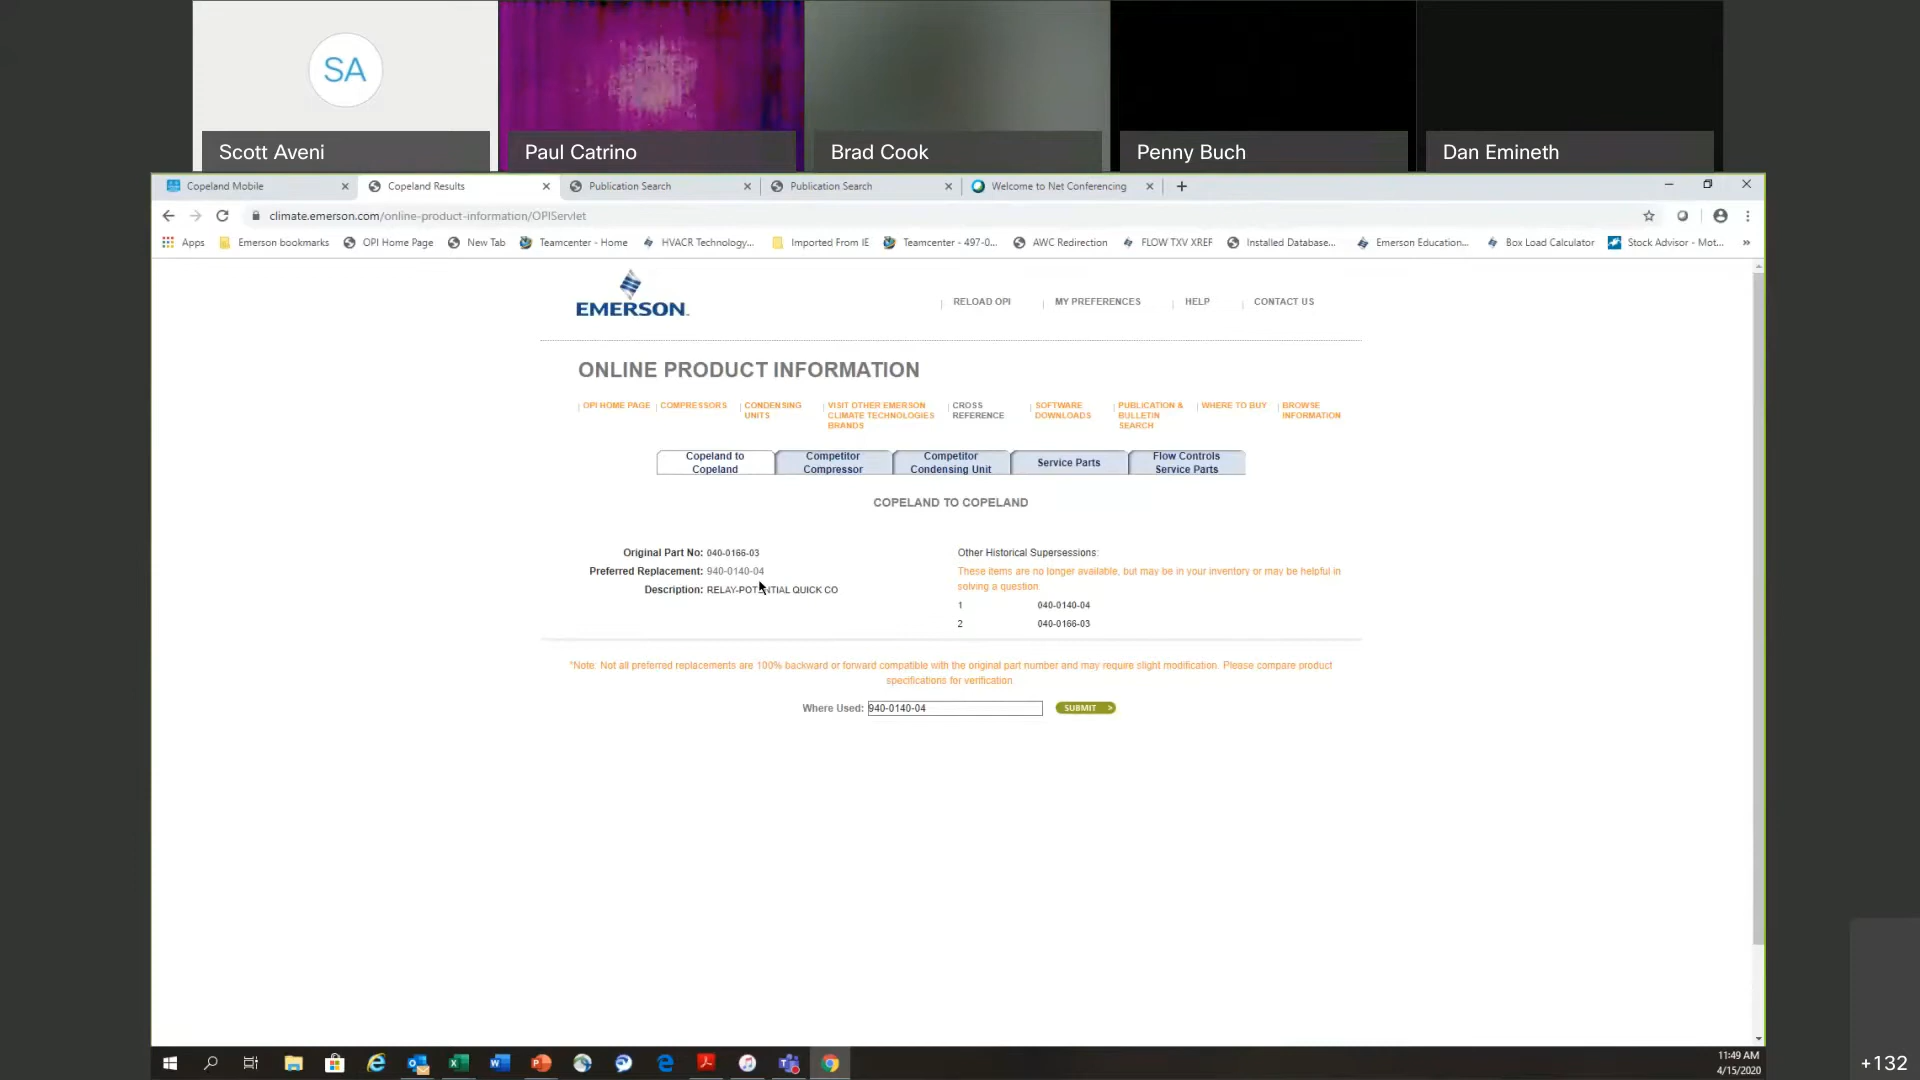 SA
Scott Aveni
Paul Catrino
Brad Cook
Penny Buch
Dan Emineth
Copeland Mobile
Copeland Results
Publication Search
Publication Search
Welcome to Net Conferencing
climate.emerson.com/online-product-information/OPIServlet
Apps
Emerson bookmarks
OPI Home Page
New Tab
Teamcenter - Home
HVACR Technology...
Imported From IE
Teamcenter - 497-0...
AWC Redirection
FLOW TXV XREF
Installed Database...
Emerson Education...
Box Load Calculator
Stock Advisor - Mot...
EMERSON
RELOAD OPI
MY PREFERENCES
HELP
CONTACT US
ONLINE PRODUCT INFORMATION
OPI HOME PAGE
COMPRESSORS
CONDENSING
UNITS
VISIT OTHER EMERSON
CLIMATE TECHNOLOGIES
BRANDS
CROSS
REFERENCE
SOFTWARE
DOWNLOADS
PUBLICATION &
BULLETIN
SEARCH
WHERE TO BUY
BROWSE
INFORMATION
Copeland to
Copeland
Competitor
Compressor
Competitor
Condensing Unit
Service Parts
Flow Controls
Service Parts
COPELAND TO COPELAND
Original Part No: 040-0166-03
Preferred Replacement: 940-0140-04
Description: RELAY-POTENTIAL QUICK CO
Other Historical Supersessions:
These items are no longer available, but may be in your inventory or may be helpful in
solving a question
1 040-0140-04
2 040-0166-03
*Note: Not all preferred replacements are 100% backward or forward compatible with the original part number and may require slight modification. Please compare product
specifications for verification
Where Used: 940-0140-04
SUBMIT >
11:49 AM
4/15/2020
+132